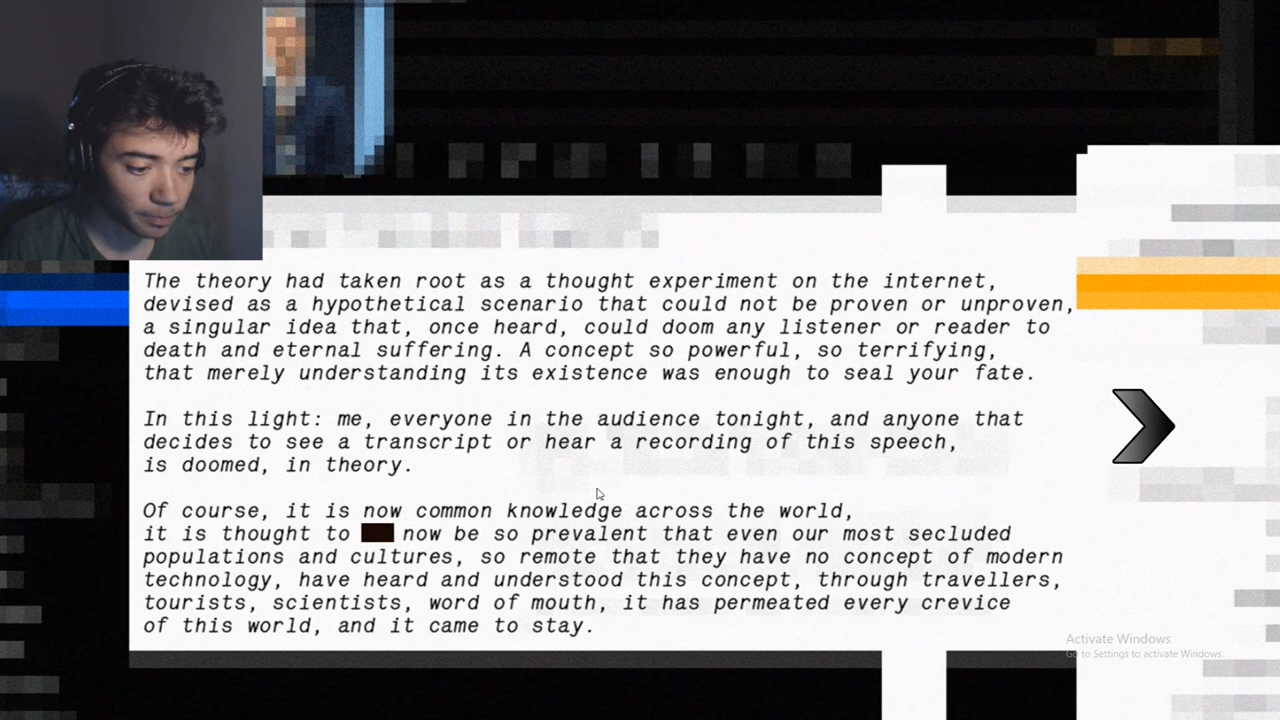 The theory had taken root as a thought experiment on the internet,
devised as a hypothetical scenario that could not be proven or unproven,
a singular idea that, once heard, could doom any listener or reader to
death and eternal suffering. A concept so powerful, so terrifying,
that merely understanding its existence was enough to seal your fate.
In this light: me, everyone in the audience tonight, and anyone that
decides to see a transcript or hear a recording of this speech,
is doomed, in theory.
Of course, it is now common knowledge across the world,
it is thought to now be so prevalent that even our most secluded
populations and cultures, so remote that they have no concept of modern
technology, have heard and understood this concept, through travellers,
tourists, scientists, word of mouth, it has permeated every crevice
of this world, and it came to stay.
Activate Windows
Go to Settings to activate Windows.